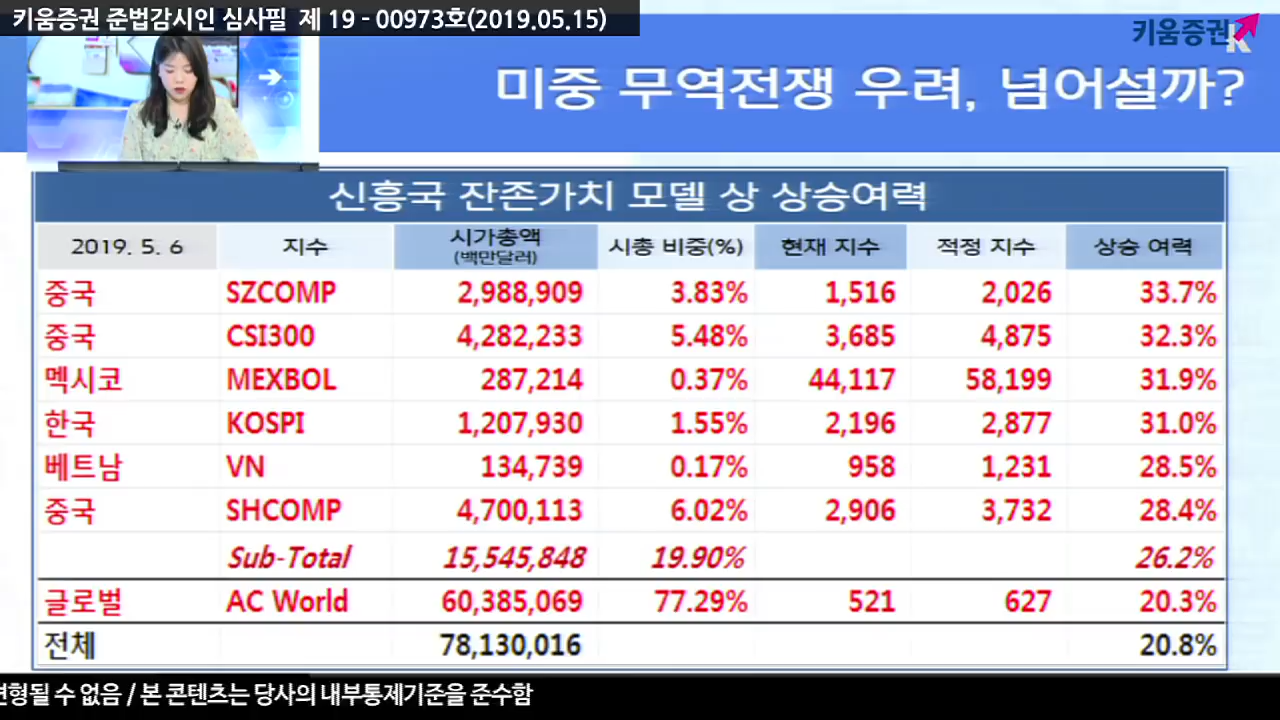 키움증권 준법감시인 심사필 제 19 - 00973호(2019.05.15)
키움증권
미중 무역전쟁 우려, 넘어설까?
신흥국 잔존가치 모델 상 상승여력
2019. 5. 6 지수 시가총액 (백만달러) 시총 비중(%) 현재 지수 적정 지수 상승 여력
중국 SZCOMP 2,988,909 3.83% 1,516 2,026 33.7%
중국 CSI300 4,282,233 5.48% 3,685 4,875 32.3%
멕시코 MEXBOL 287,214 0.37% 44,117 58,199 31.9%
한국 KOSPI 1,207,930 1.55% 2,196 2,877 31.0%
베트남 VN 134,739 0.17% 958 1,231 28.5%
중국 SHCOMP 4,700,113 6.02% 2,906 3,732 28.4%
Sub-Total 15,545,848 19.90% 26.2%
글로벌 AC World 60,385,069 77.29% 521 627 20.3%
전체 78,130,016 20.8%
변형될 수 없음 / 본 콘텐츠는 당사의 내부통제기준을 준수함